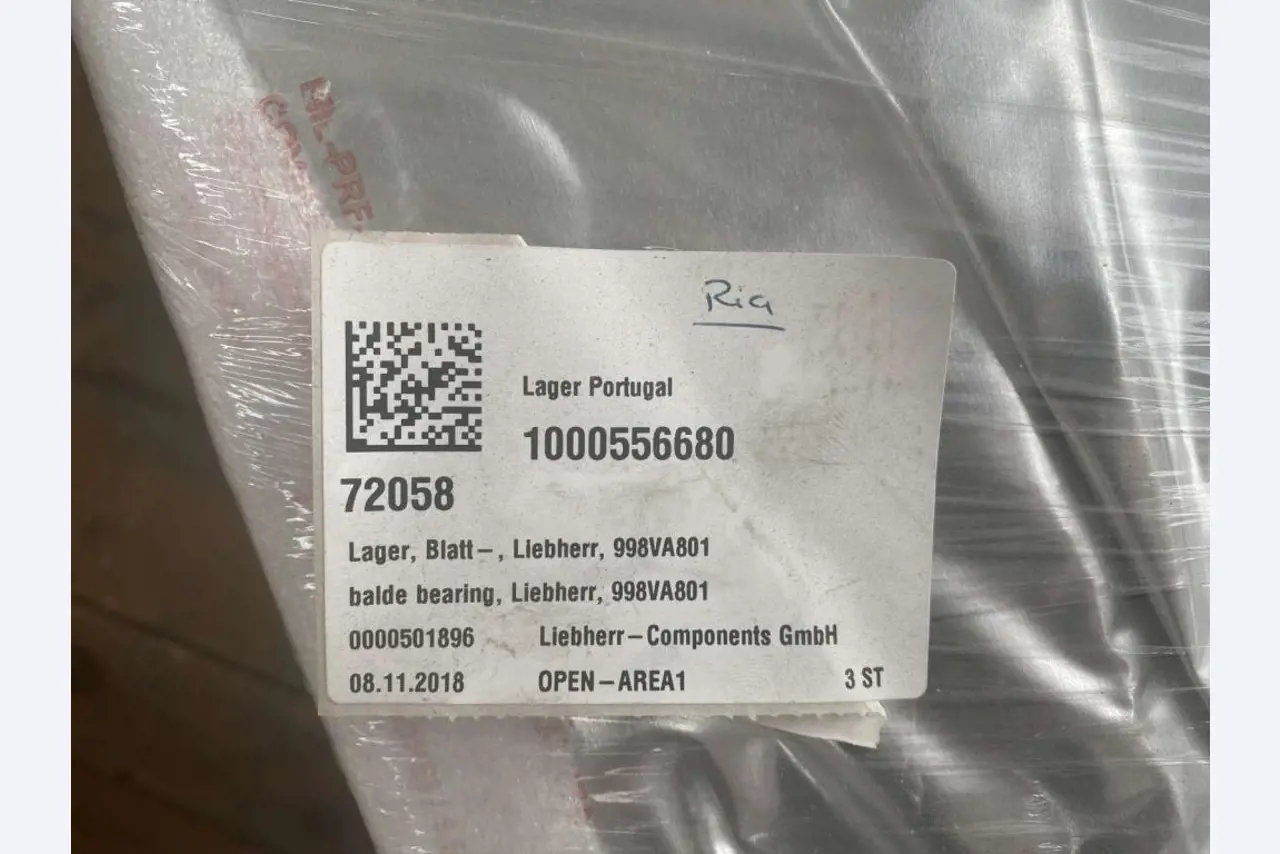 Ria
Lager Portugal
1000556680
72058
Lager, Blatt-, Liebherr, 998VA801
balde bearing, Liebherr, 998VA801
0000501896 Liebherr-Components GmbH
08.11.2018 OPEN-AREA1 3 ST